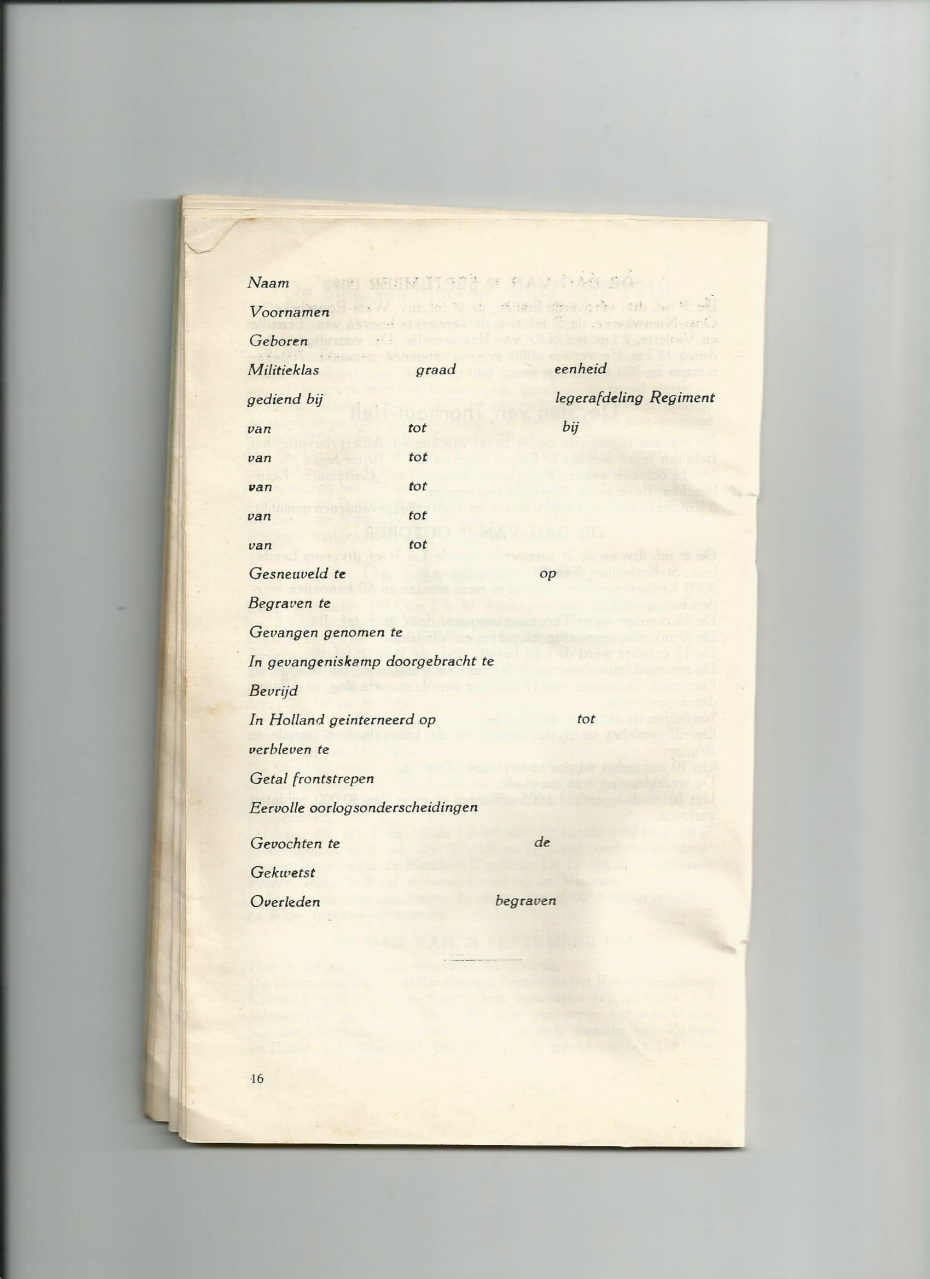 Naam
Voornamen
Geboren
Militieklas graad eenheid
gediend bij legerafdeling Regiment
van tot bij
van tot
van tot
van tot
van tot
Gesneuveld te op
Begraven te
Gevangen genomen te
In gevangeniskamp doorgebracht te
Bevrijd
In Holland geinterneerd op tot
verbleven te
Getal frontstrepen
Eervolle oorlogsonderscheidingen
Gevochten te de
Gekwetst
Overleden begraven
16